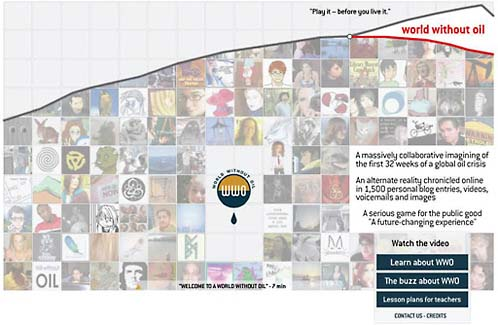 "Play it – before you live it."
world without oil
A massively collaborative imagining of
the first 32 weeks of a global oil crisis
An alternate reality chronicled online
in 1,500 personal blog entries, videos,
voicemails and images
A serious game for the public good
"A future-changing experience"
WORLD WITHOUT OIL
WWO
Watch the video
Learn about WWO
The buzz about WWO
Lesson plans for teachers
OIL
"WELCOME TO A WORLD WITHOUT OIL" - 7 min
CONTACT US - CREDITS